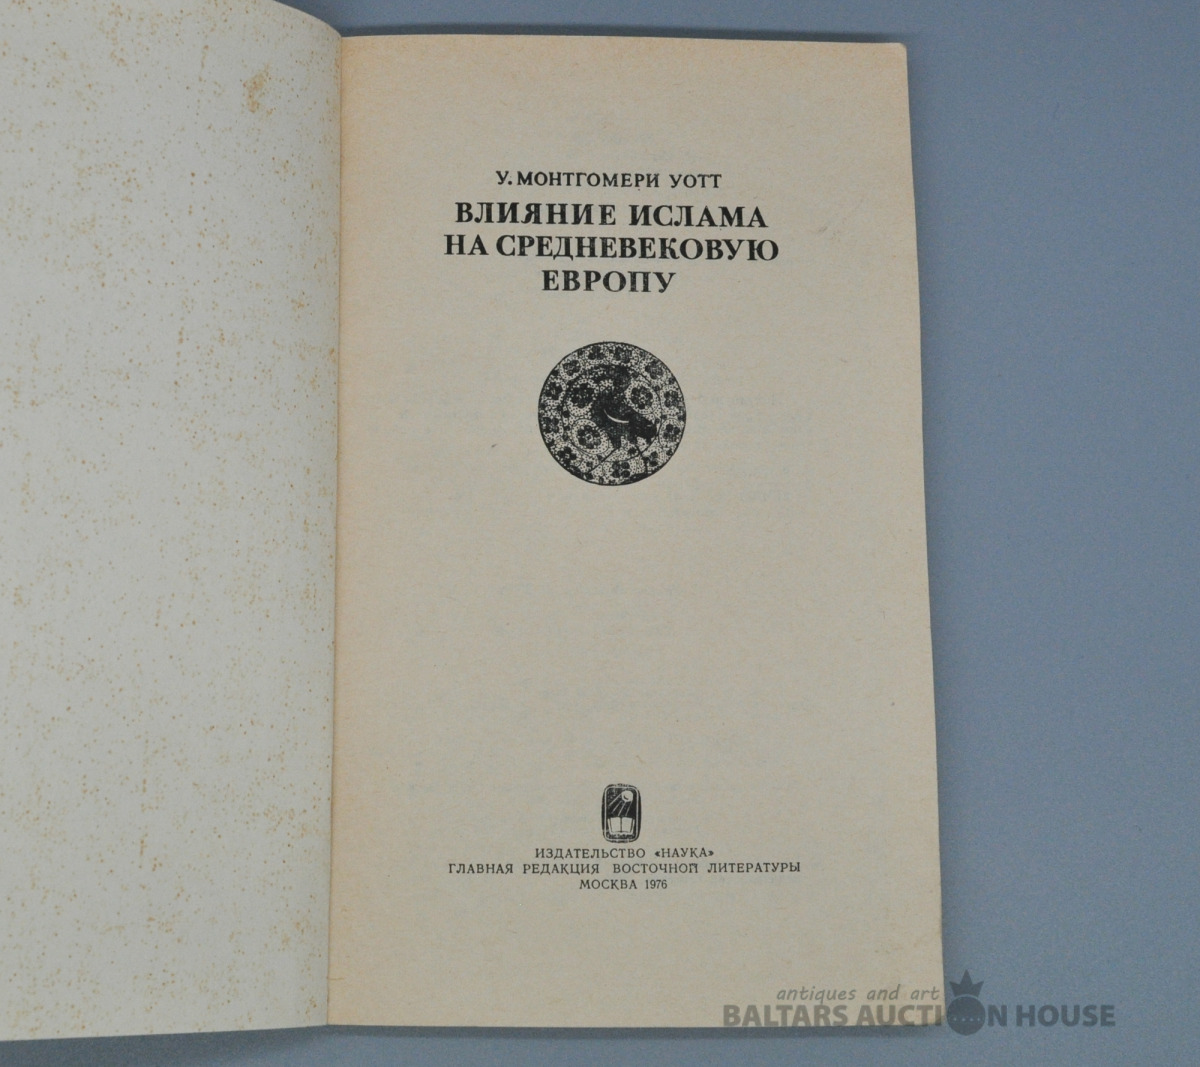 У. МОНТГОМЕРИ УОТТ
ВЛИЯНИЕ ИСЛАМА
НА СРЕДНЕВЕКОВУЮ
ЕВРОПУ
ИЗДАТЕЛЬСТВО «НАУКА»
ГЛАВНАЯ РЕДАКЦИЯ ВОСТОЧНОЙ ЛИТЕРАТУРЫ
МОСКВА 1976
antiques and art
BALTARS AUCTION HOUSE